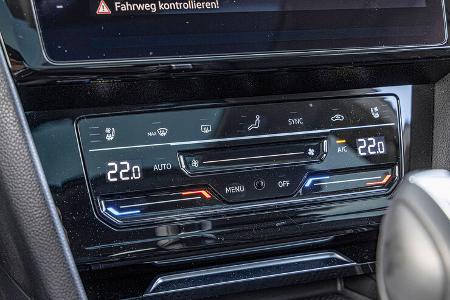 Fahrweg kontrollieren!
MAX SYNC
22.0 AUTO A/C 22.0
MENU OFF